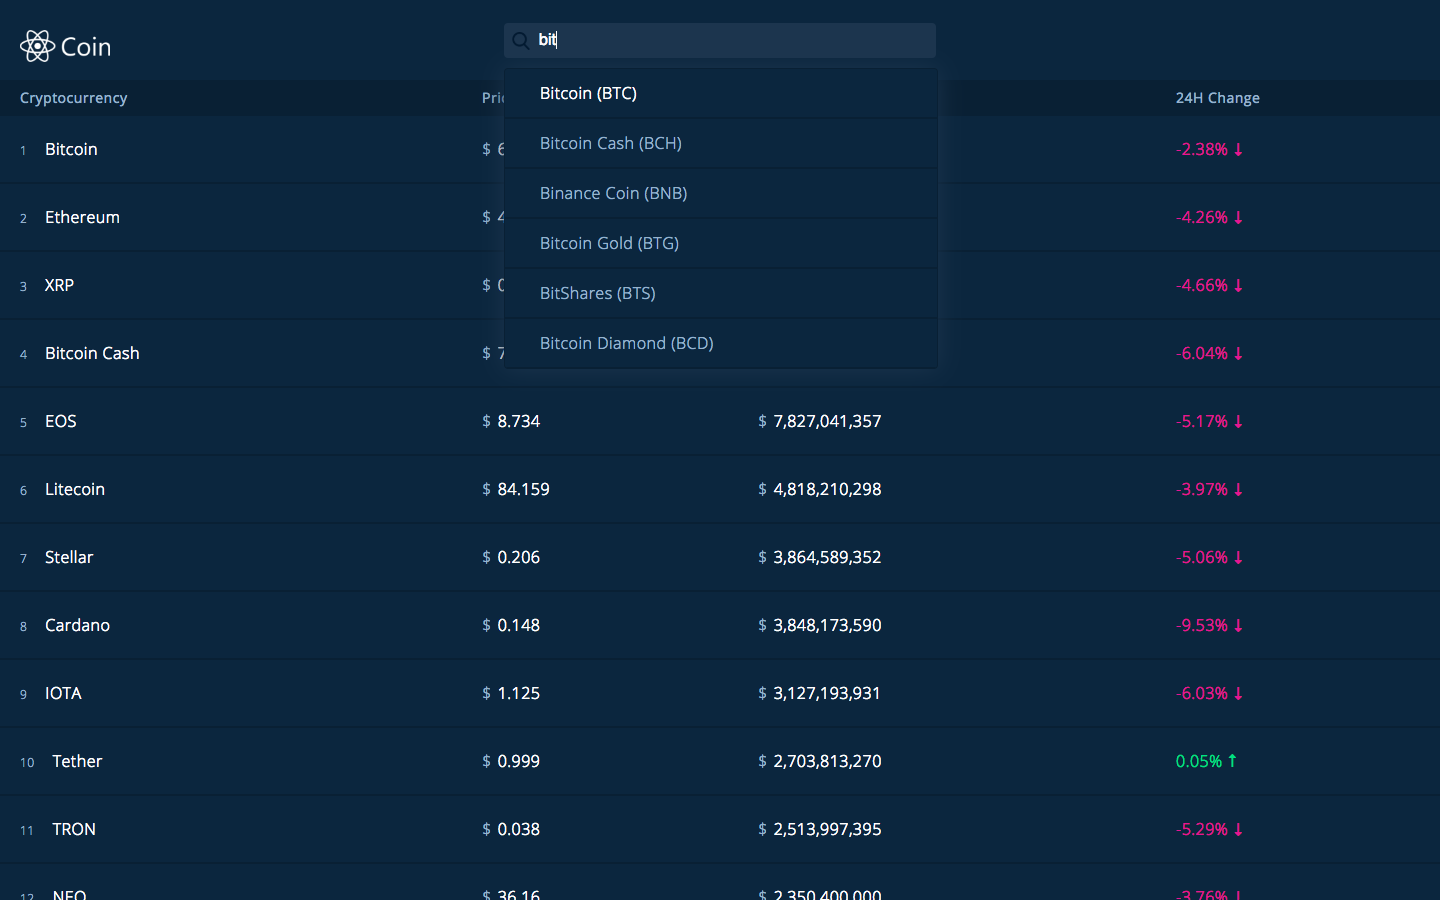 Coin
bit
Cryptocurrency 24H Change
Bitcoin (BTC)
Bitcoin Cash (BCH)
Binance Coin (BNB)
Bitcoin Gold (BTG)
BitShares (BTS)
Bitcoin Diamond (BCD)
1 Bitcoin $ 6 -2.38% ↓
2 Ethereum $ 4 -4.26% ↓
3 XRP $ 0 -4.66% ↓
4 Bitcoin Cash $ 7 -6.04% ↓
5 EOS $ 8.734 $ 7,827,041,357 -5.17% ↓
6 Litecoin $ 84.159 $ 4,818,210,298 -3.97% ↓
7 Stellar $ 0.206 $ 3,864,589,352 -5.06% ↓
8 Cardano $ 0.148 $ 3,848,173,590 -9.53% ↓
9 IOTA $ 1.125 $ 3,127,193,931 -6.03% ↓
10 Tether $ 0.999 $ 2,703,813,270 0.05% ↑
11 TRON $ 0.038 $ 2,513,997,395 -5.29% ↓
12 NEO $ 36.16 $ 2,350,400,000 -3.76% ↓